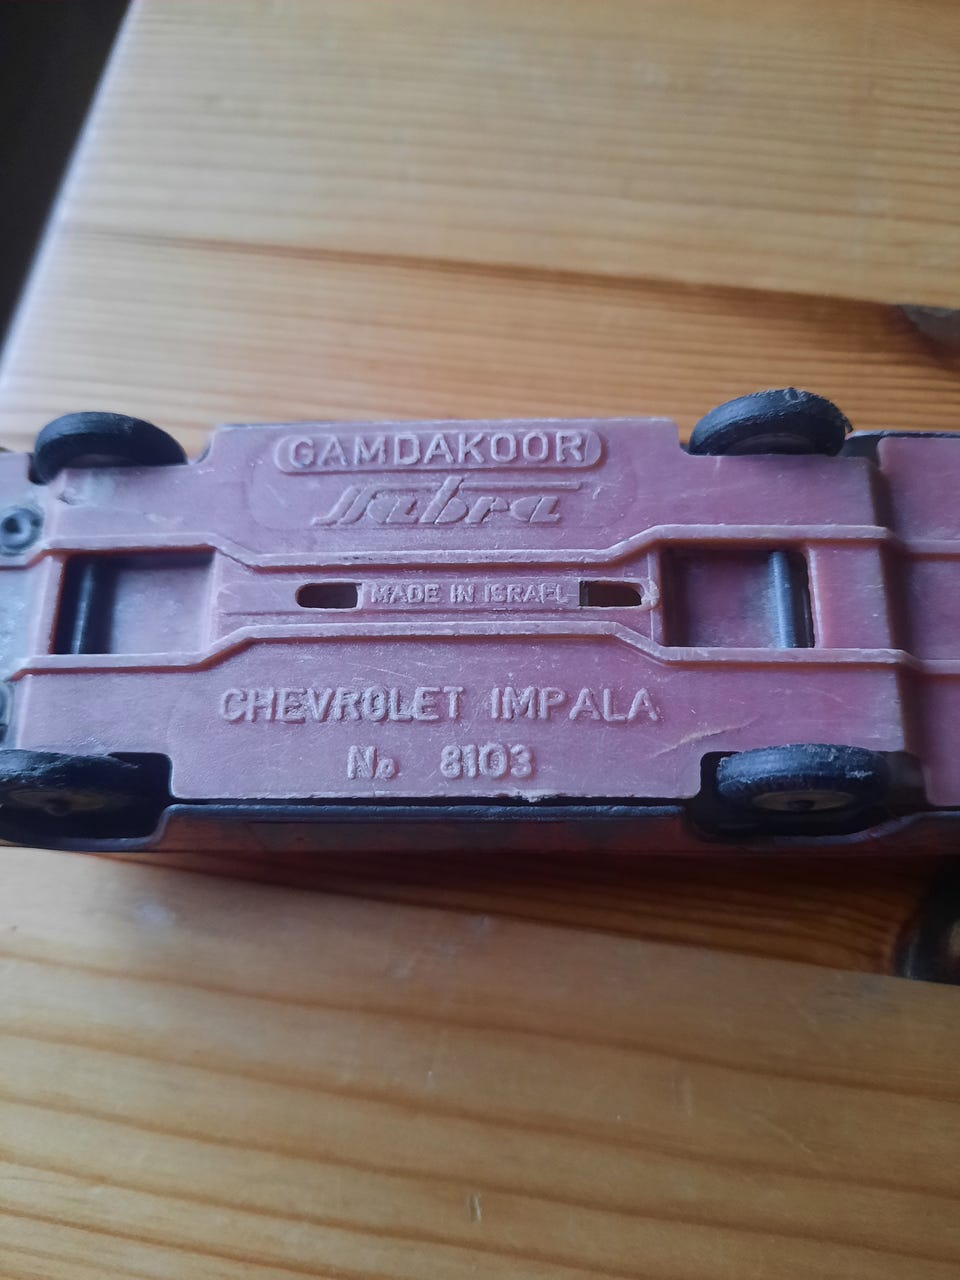 GAMDAKOOR
Sabra
MADE IN ISRAEL
CHEVROLET IMPALA
No 8103